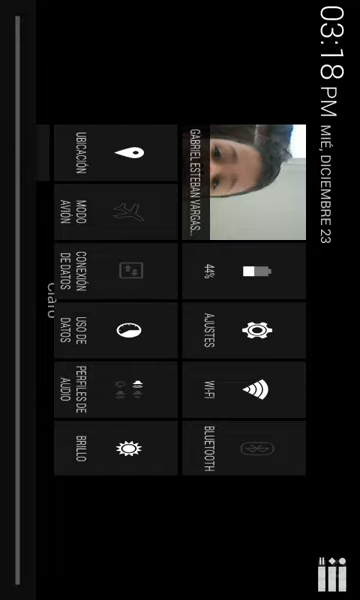 03:18 PM MIÉ, DICIEMBRE 23
GABRIEL ESTEBAN VARGAS...
44%
AJUSTES
WI-FI
BLUETOOTH
UBICACIÓN
MODO
AVIÓN
CONEXIÓN
DE DATOS
USO DE
DATOS
PERFILES DE
AUDIO
BRILLO
Claro